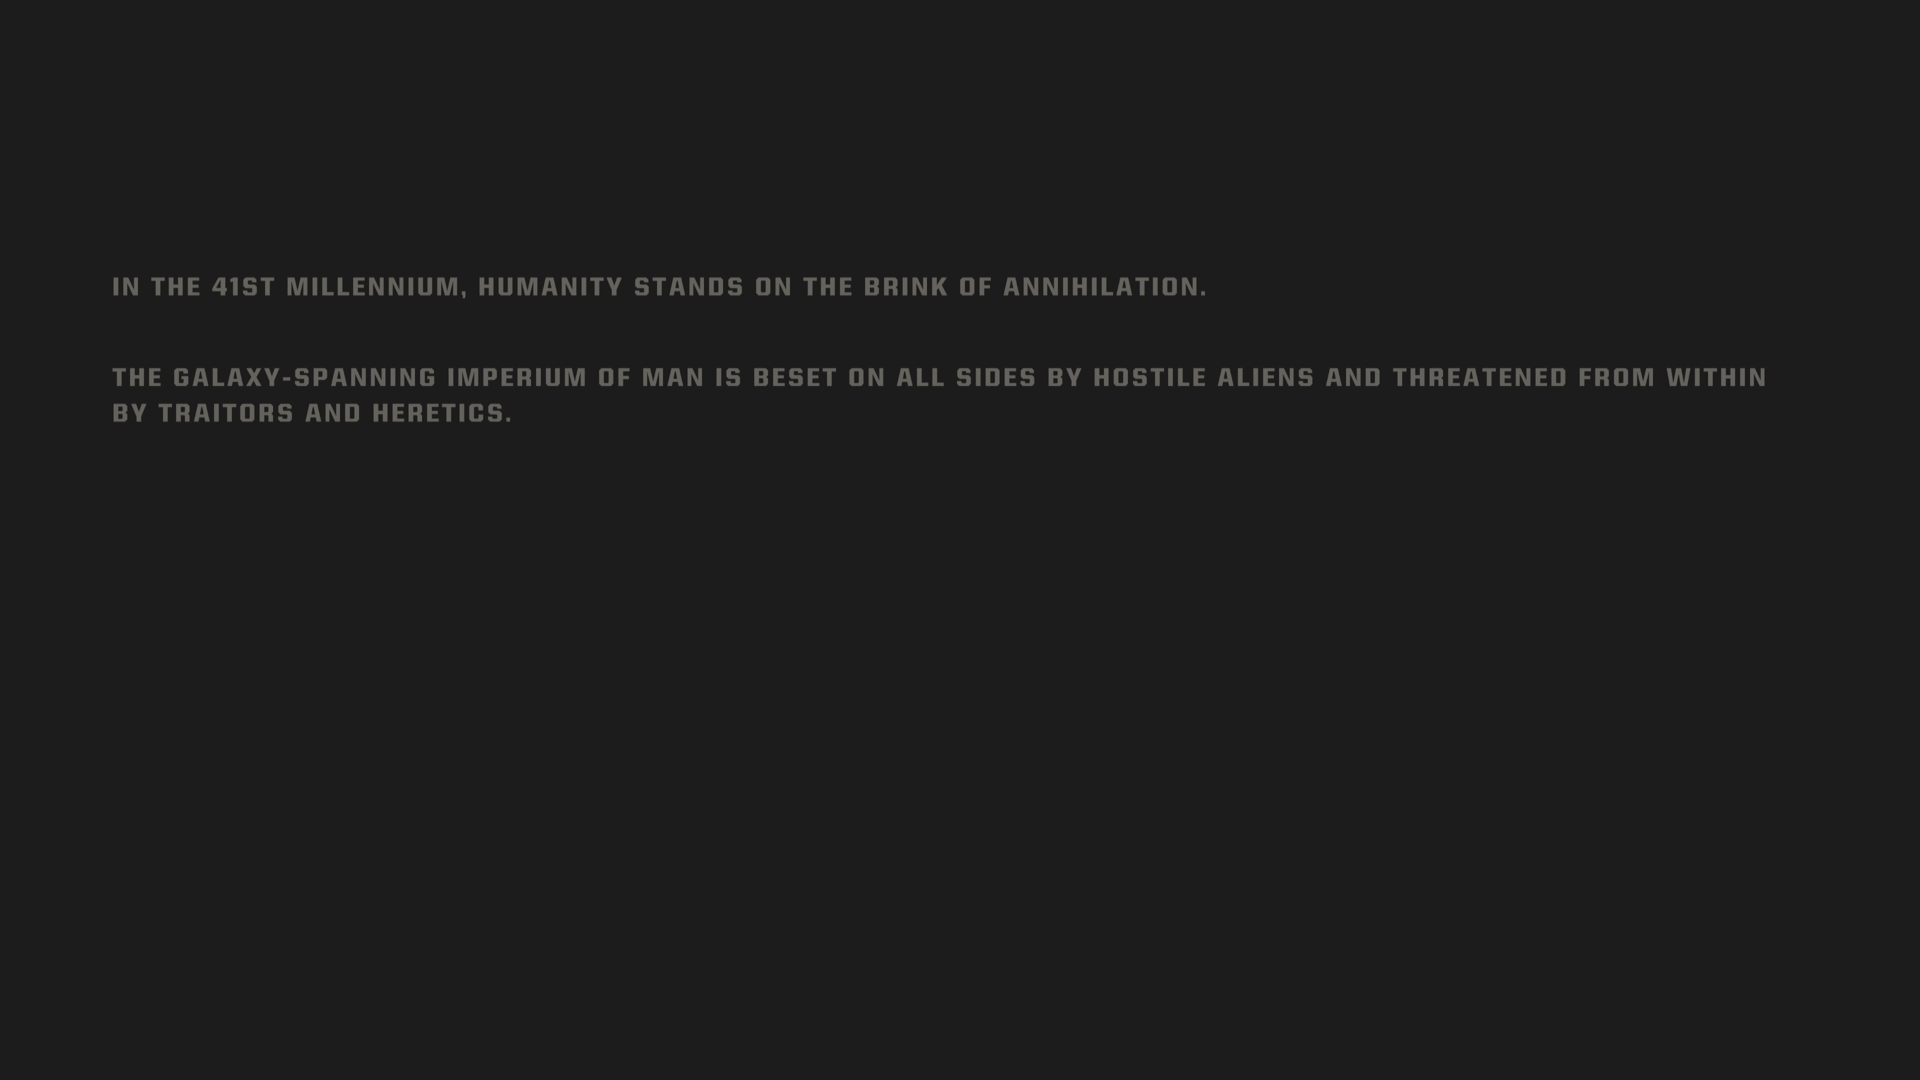 IN THE 41ST MILLENNIUM, HUMANITY STANDS ON THE BRINK OF ANNIHILATION.
THE GALAXY-SPANNING IMPERIUM OF MAN IS BESET ON ALL SIDES BY HOSTILE ALIENS AND THREATENED FROM WITHIN
BY TRAITORS AND HERETICS.